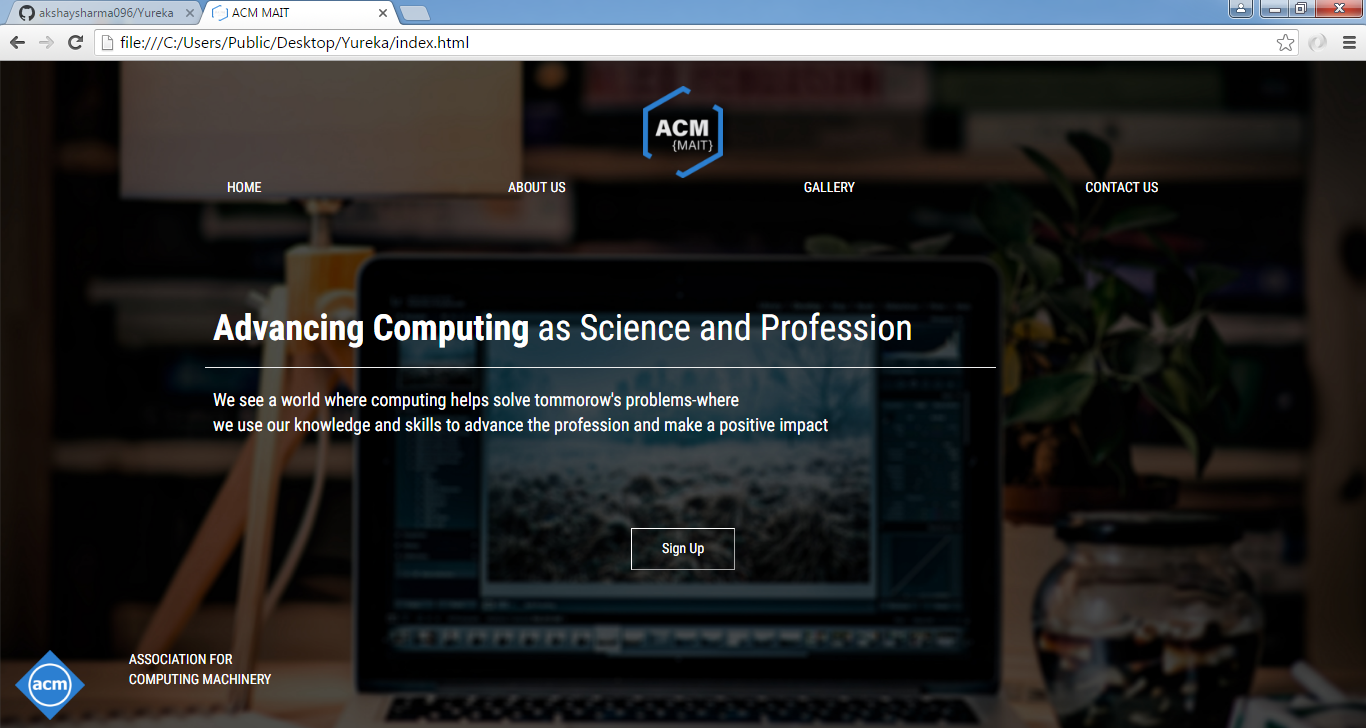 akshaysharma096/Yureka
ACM MAIT
file:///C:/Users/Public/Desktop/Yureka/index.html
ACM
{MAIT}
HOME ABOUT US GALLERY CONTACT US
Advancing Computing as Science and Profession
We see a world where computing helps solve tommorow's problems-where
we use our knowledge and skills to advance the profession and make a positive impact
Sign Up
acm
ASSOCIATION FOR
COMPUTING MACHINERY